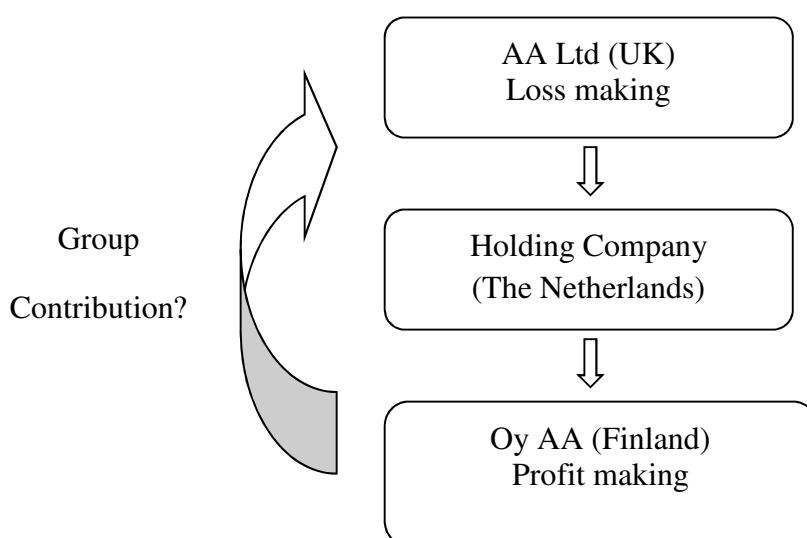 AA Ltd (UK)
Loss making
Group
Contribution?
Holding Company
(The Netherlands)
Oy AA (Finland)
Profit making